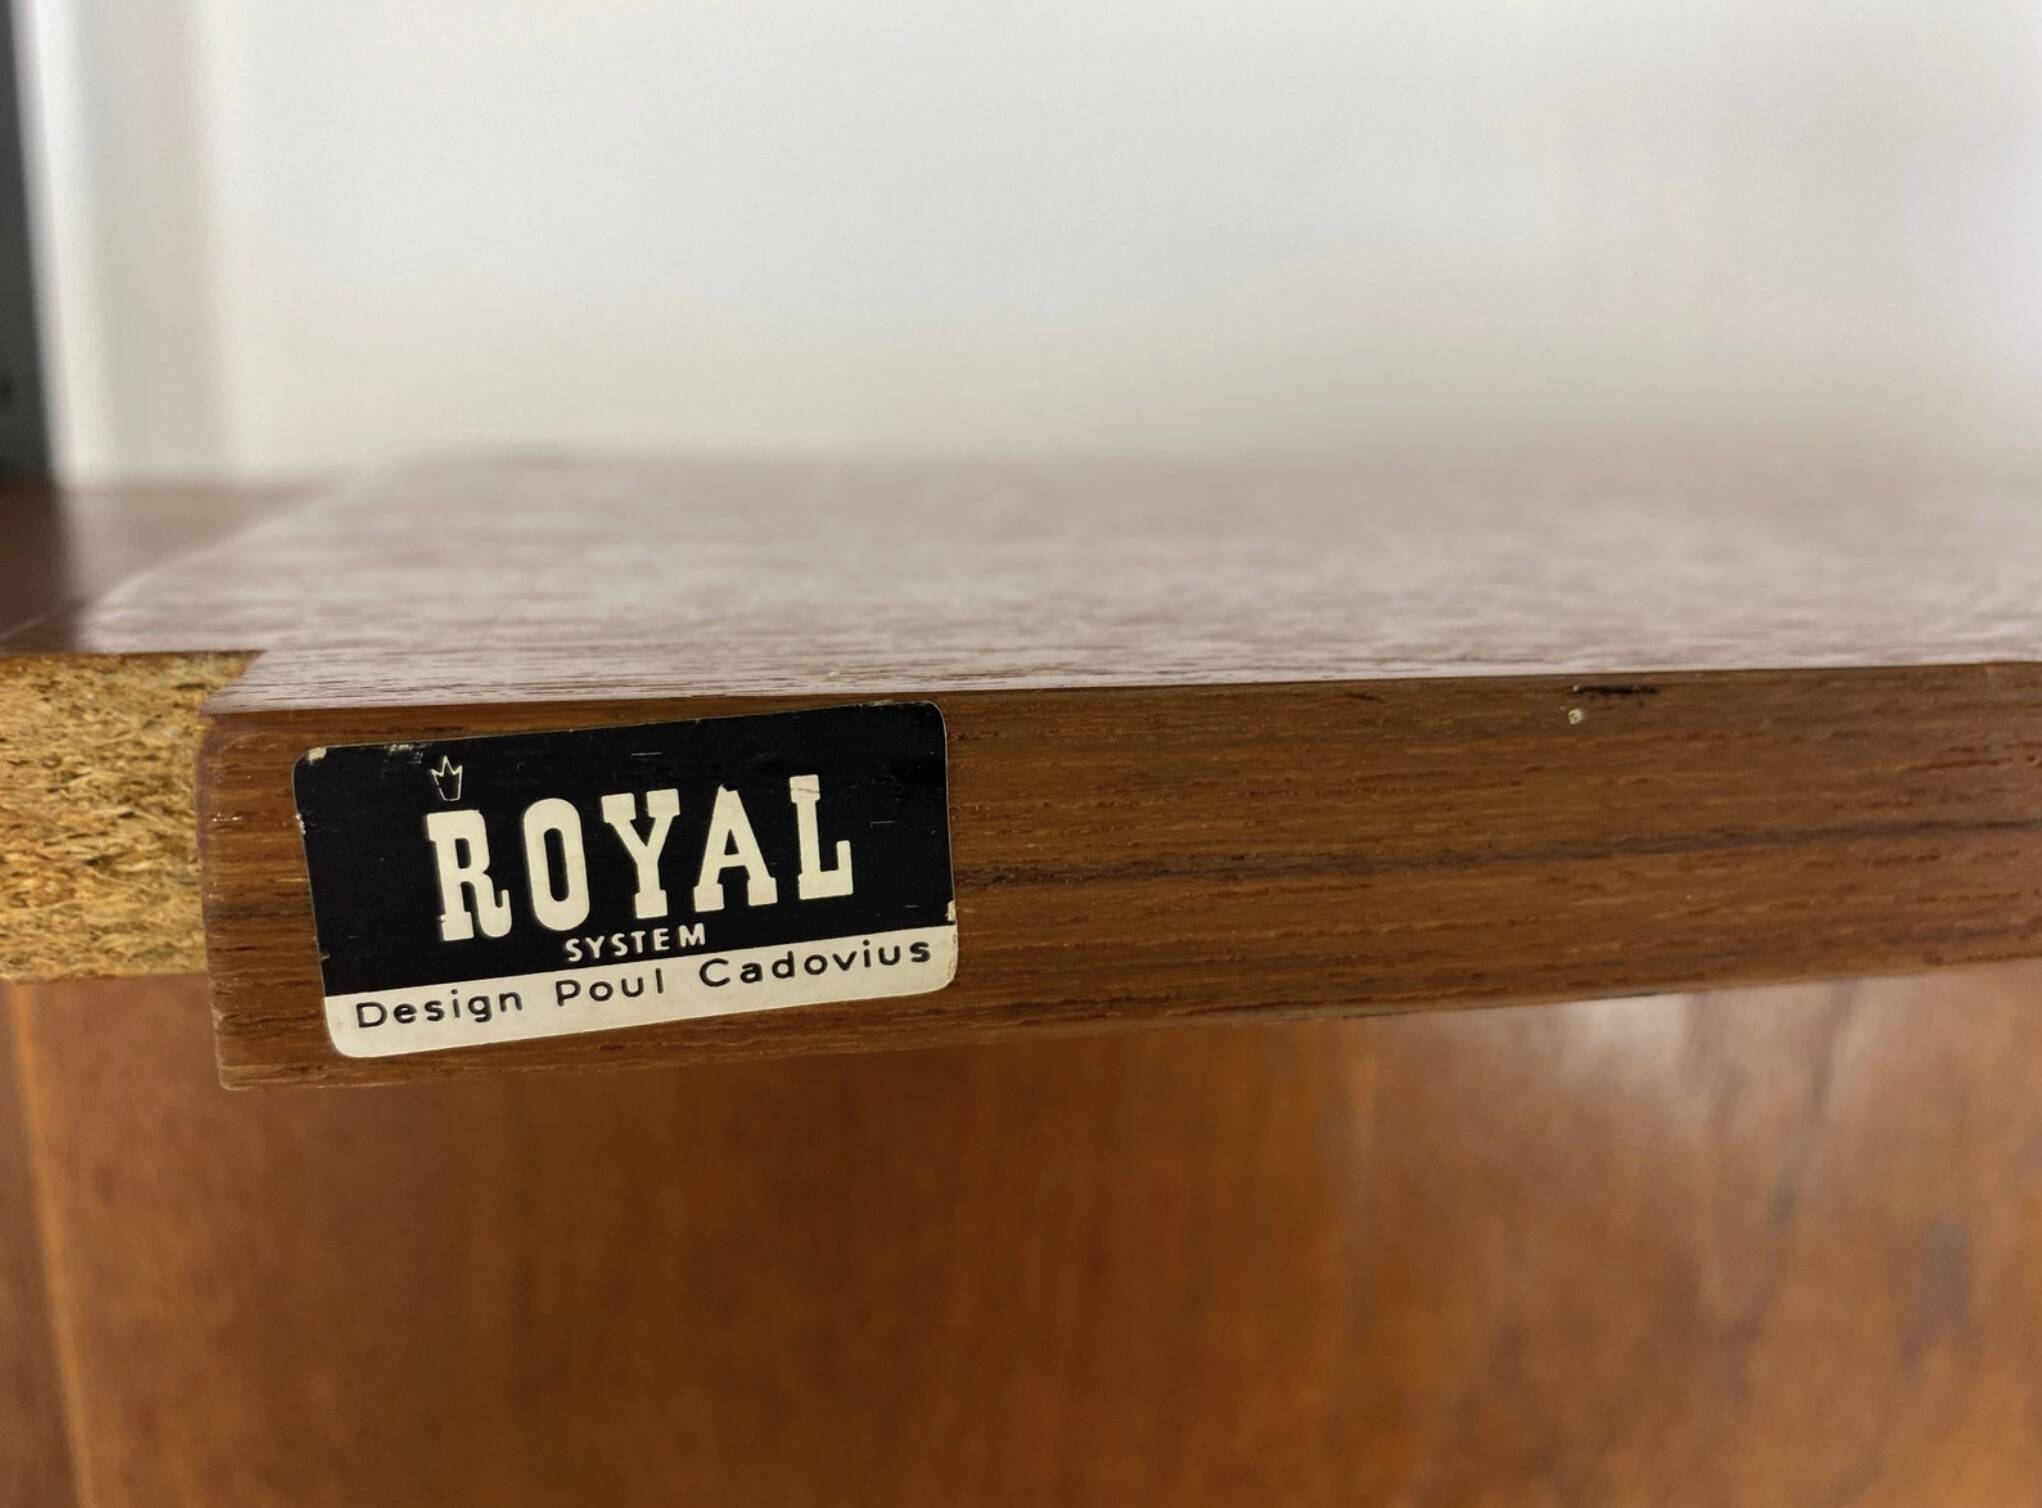 ROYAL
SYSTEM
Design Poul Cadovius